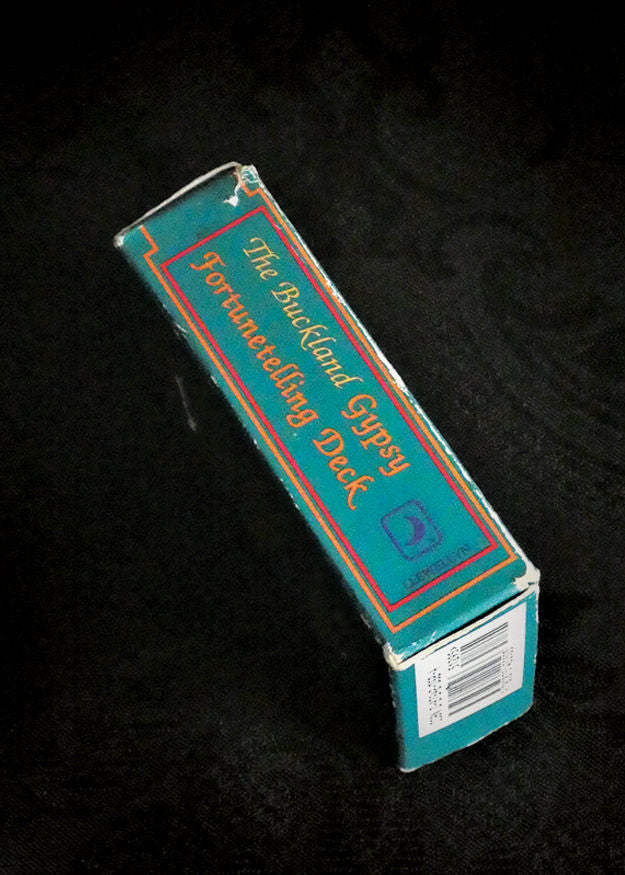 The Buckland Gypsy
Fortunetelling Deck
LLEWELLYN